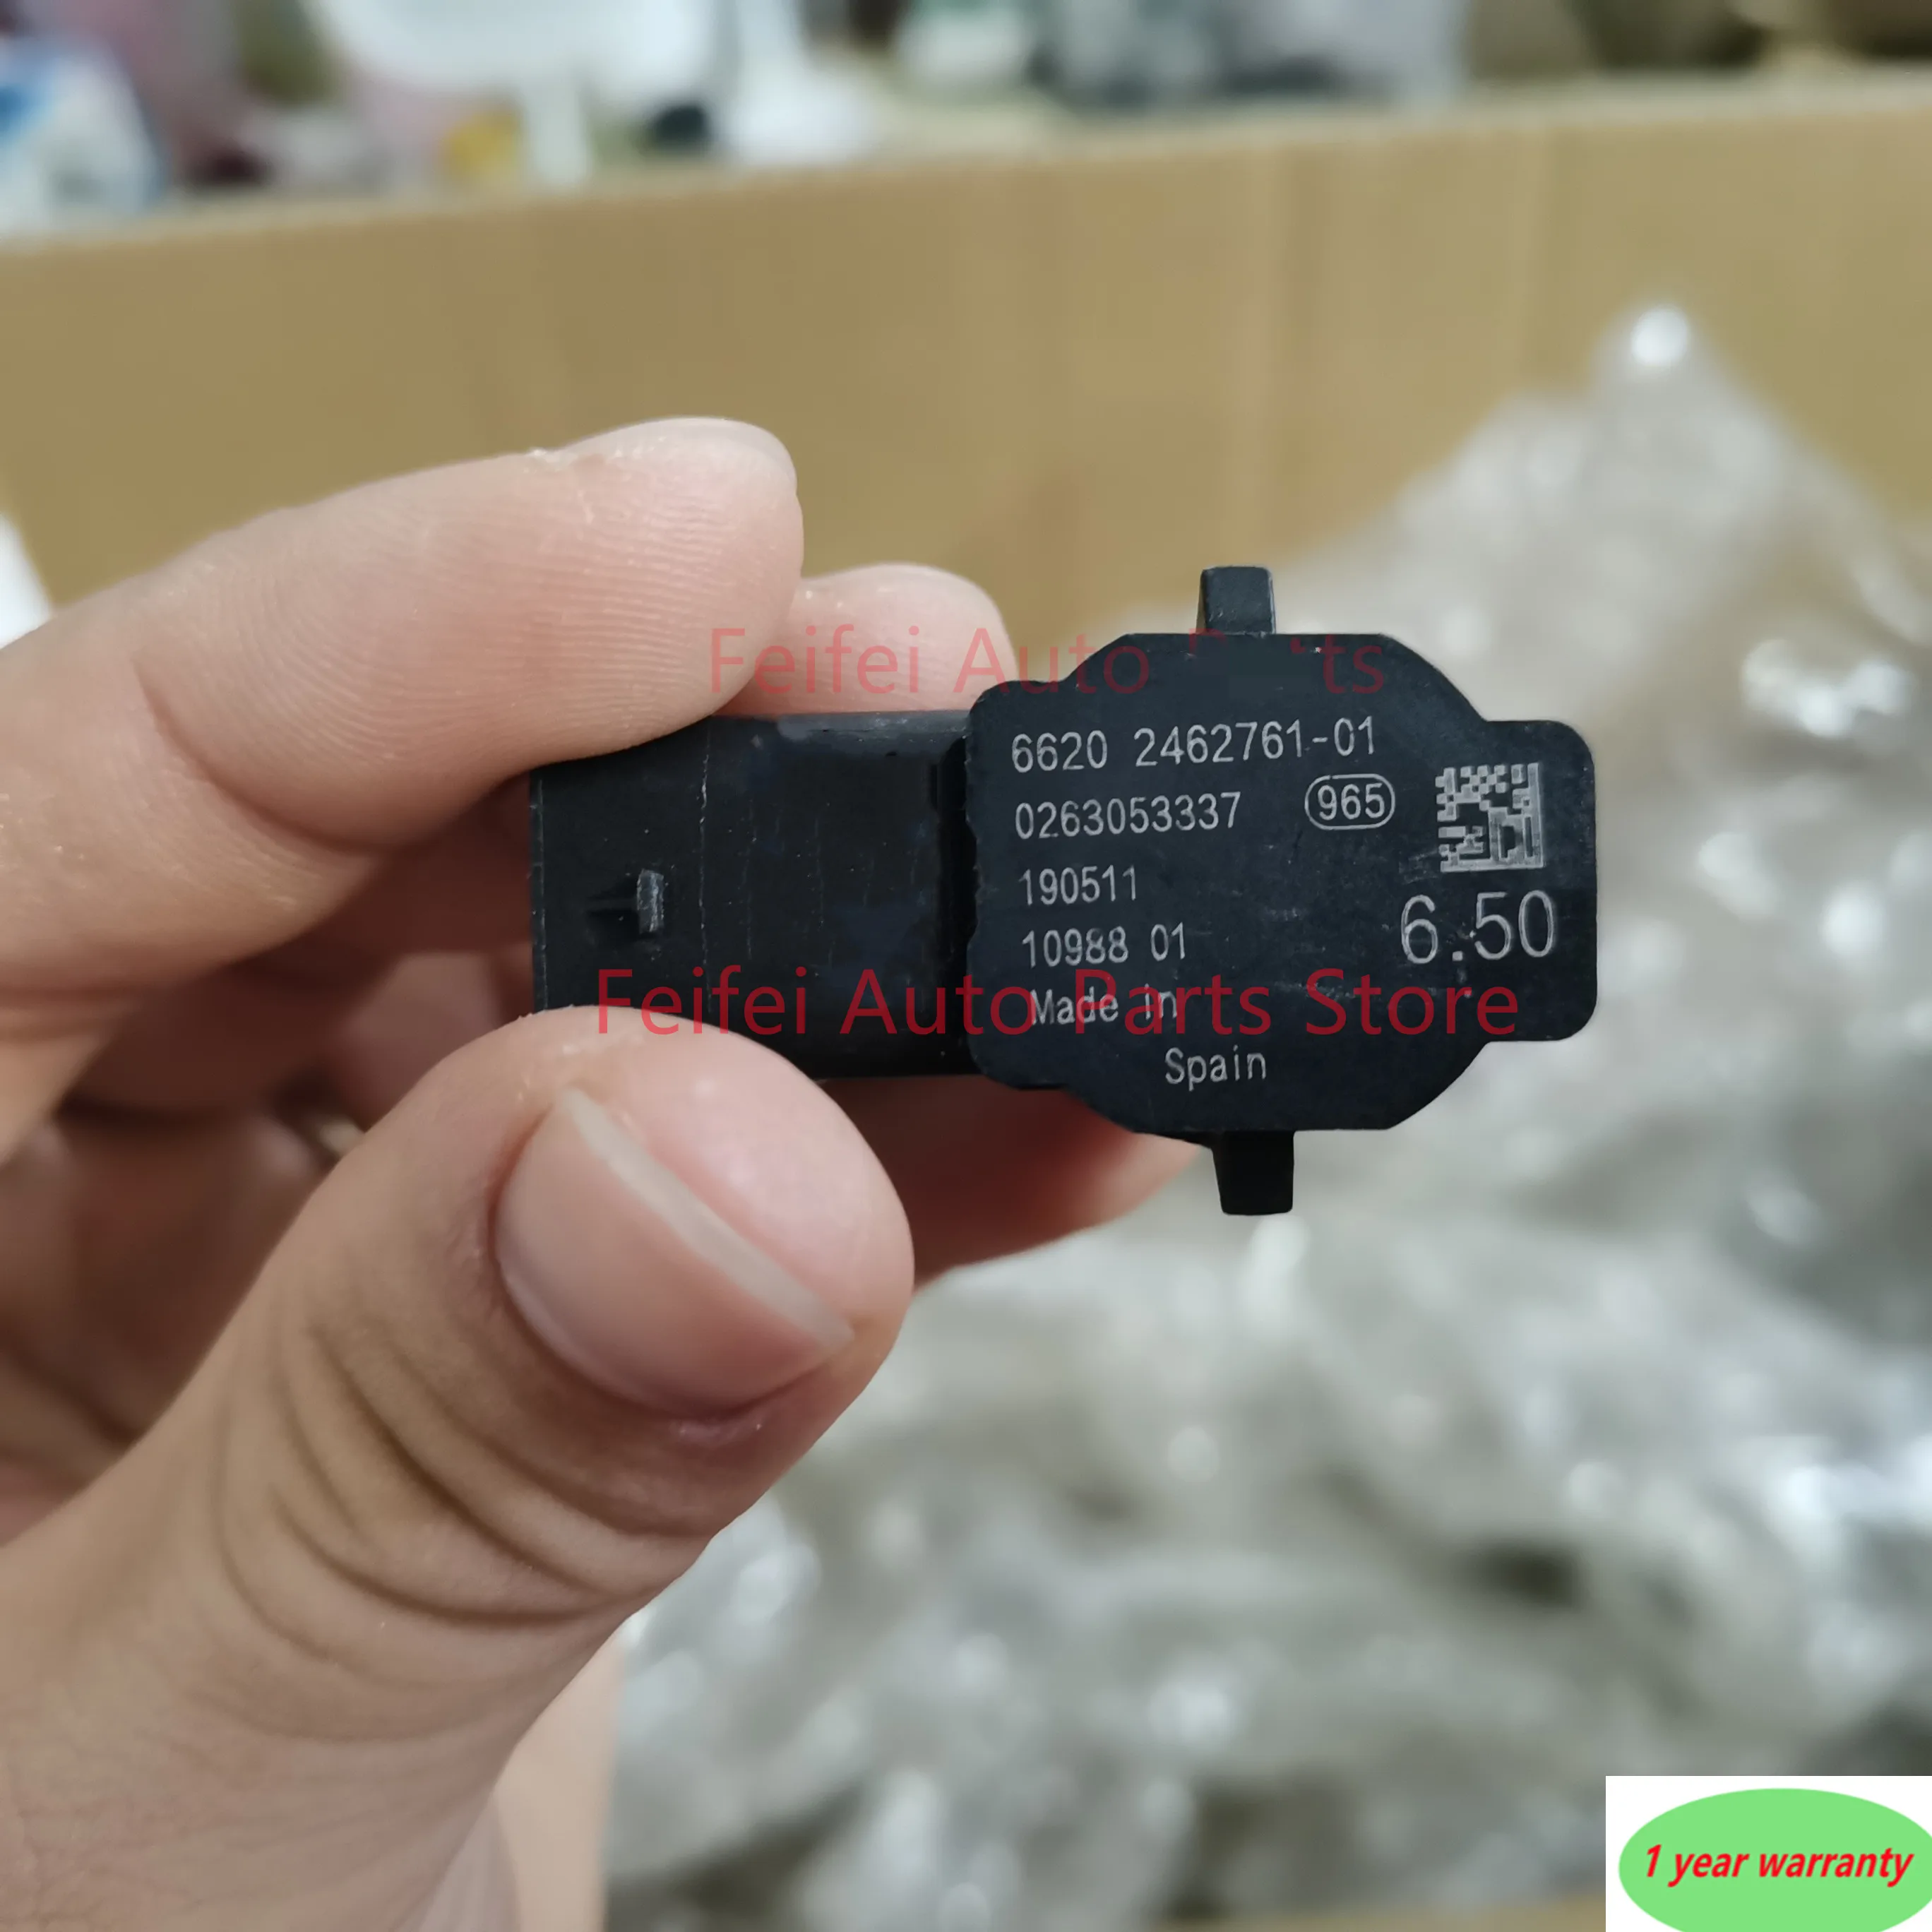 Feifei Auto Parts
6620 2462761-01
0263053337 965
190511
10988 01
6.50
Made in
Feifei Auto Parts Store
Spain
1 year warranty